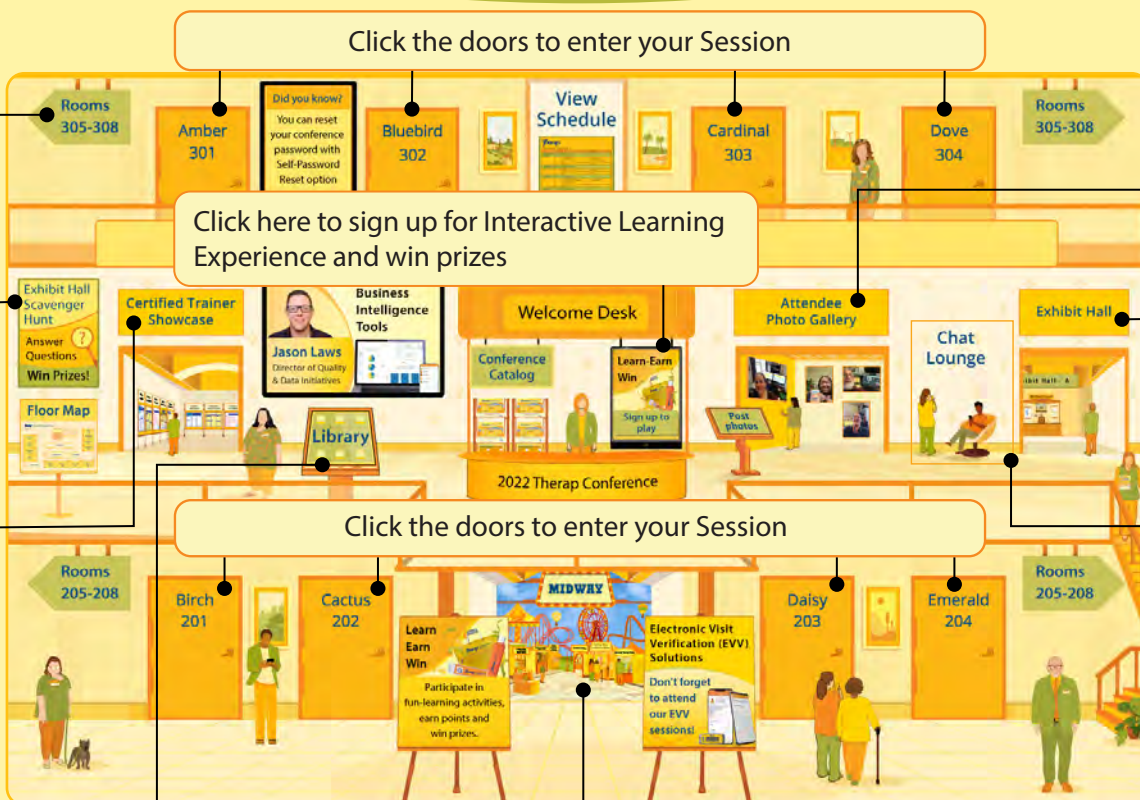 Click the doors to enter your Session
Rooms
305-308
Amber
301
Did you know?
You can reset
your conference
password with
Self-Password
Reset option
Bluebird
302
View
Schedule
Cardinal
303
Dove
304
Rooms
305-308
Click here to sign up for Interactive Learning
Experience and win prizes
Exhibit Hall
Scavenger
Hunt
Answer
Questions
?
Win Prizes!
Floor Map
Certified Trainer
Showcase
Business
Intelligence
Tools
Jason Laws
Director of Quality
& Data Initiatives
Library
Welcome Desk
Conference
Catalog
Learn-Earn
Win
Sign up to
play
2022 Therap Conference
Attendee
Photo Gallery
Post
photos
Chat
Lounge
Exhibit Hall
ibit Hall- A
Click the doors to enter your Session
Rooms
205-208
Birch
201
Cactus
202
Learn
Earn
Win
Participate in
fun-learning activities,
earn points and
win prizes.
MIDWAY
Electronic Visit
Verification (EVV)
Solutions
Don't forget
to attend
our EVV
sessions!
Daisy
203
Emerald
204
Rooms
205-208